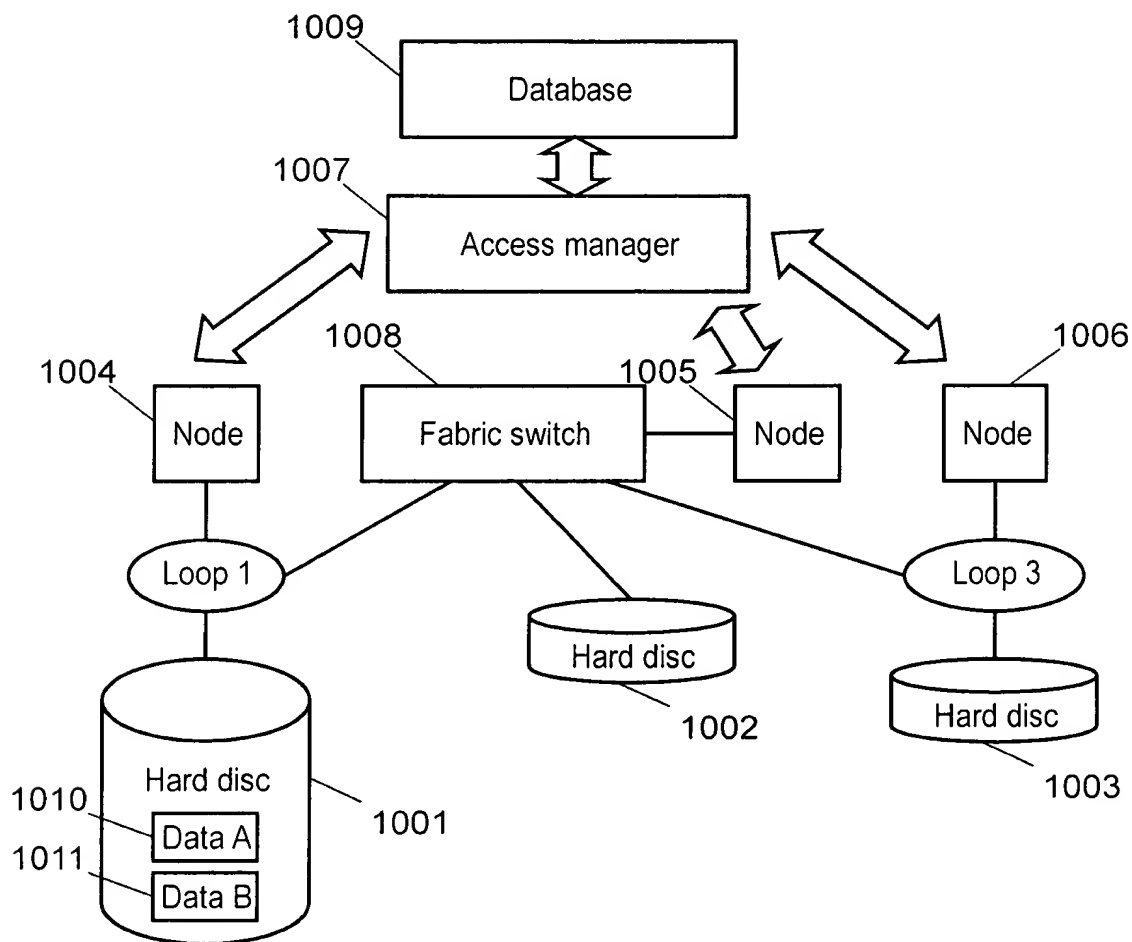 1009
Database
1007
Access manager
1008
1006
1004
1005
Node
Fabric switch
Node
Node
Loop 1
Loop 3
Hard disc
Hard disc
1002
Hard disc
1003
1010
1001
Data A
1011
Data B